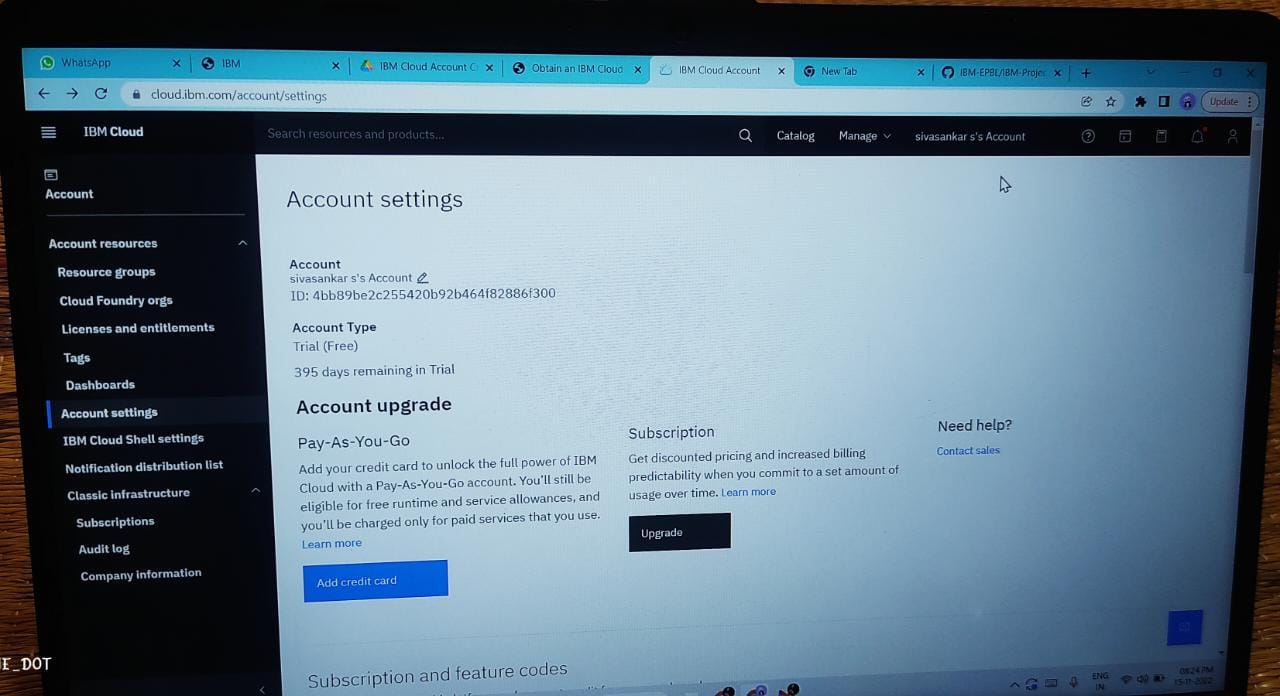 WhatsApp
IBM
IBM Cloud Account C
Obtain an IBM Cloud
IBM Cloud Account
New Tab
IBM-EPBL/IBM-Projec
cloud.ibm.com/account/settings
Update
IBM Cloud
Search resources and products...
Catalog
Manage
sivasankar s's Account
Account
Account resources
Resource groups
Cloud Foundry orgs
Licenses and entitlements
Tags
Dashboards
Account settings
IBM Cloud Shell settings
Notification distribution list
Classic infrastructure
Subscriptions
Audit log
Company information
Account settings
Account
sivasankar s's Account
ID: 4bb89be2c255420b92b464f82886f300
Account Type
Trial (Free)
395 days remaining in Trial
Account upgrade
Pay-As-You-Go
Add your credit card to unlock the full power of IBM
Cloud with a Pay-As-You-Go account. You'll still be
eligible for free runtime and service allowances, and
you'll be charged only for paid services that you use.
Learn more
Add credit card
Subscription
Get discounted pricing and increased billing
predictability when you commit to a set amount of
usage over time. Learn more
Upgrade
Need help?
Contact sales
Subscription and feature codes
E_DOT
ENG
IN
08:24 PM
15-11-2022